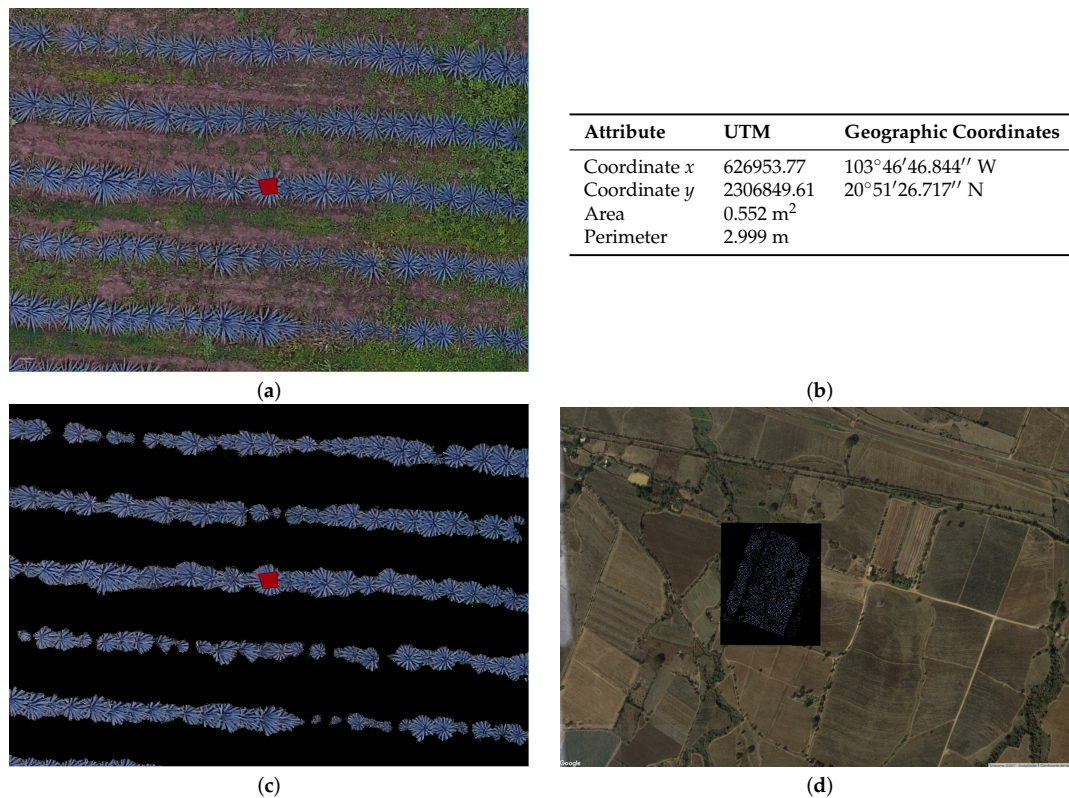 (a)
Attribute UTM Geographic Coordinates
Coordinate x 626953.77 103°46′46.844′′ W
Coordinate y 2306849.61 20°51′26.717′′ N
Area 0.552 m²
Perimeter 2.999 m
(b)
(c)
Google
(d)